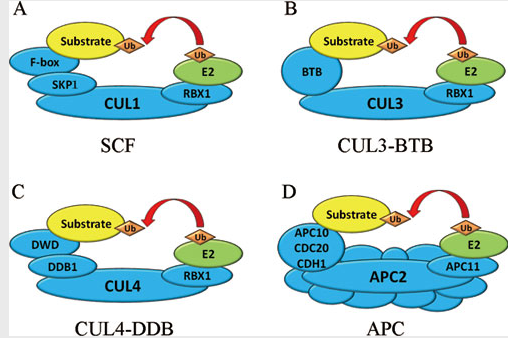 A
Substrate
Ub
Ub
F-box
E2
SKP1
RBX1
CUL1
SCF
B
Substrate
Ub
Ub
BTB
E2
RBX1
CUL3
CUL3-BTB
C
Substrate
Ub
Ub
DWD
E2
DDB1
RBX1
CUL4
CUL4-DDB
D
Substrate
Ub
Ub
APC10
CDC20
CDH1
E2
APC11
APC2
APC